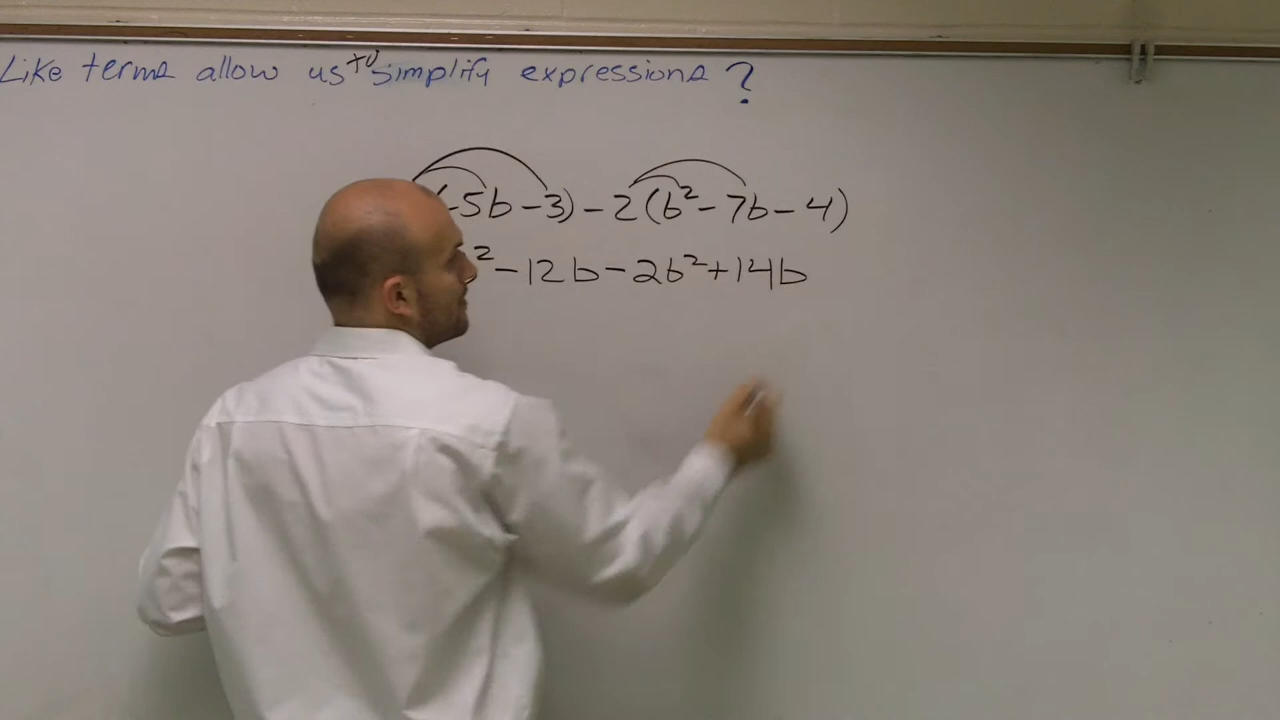 Like terms allow us to simplify expressions?
(-5b-3)-2(b²-7b-4)
²-12b-2b²+14b